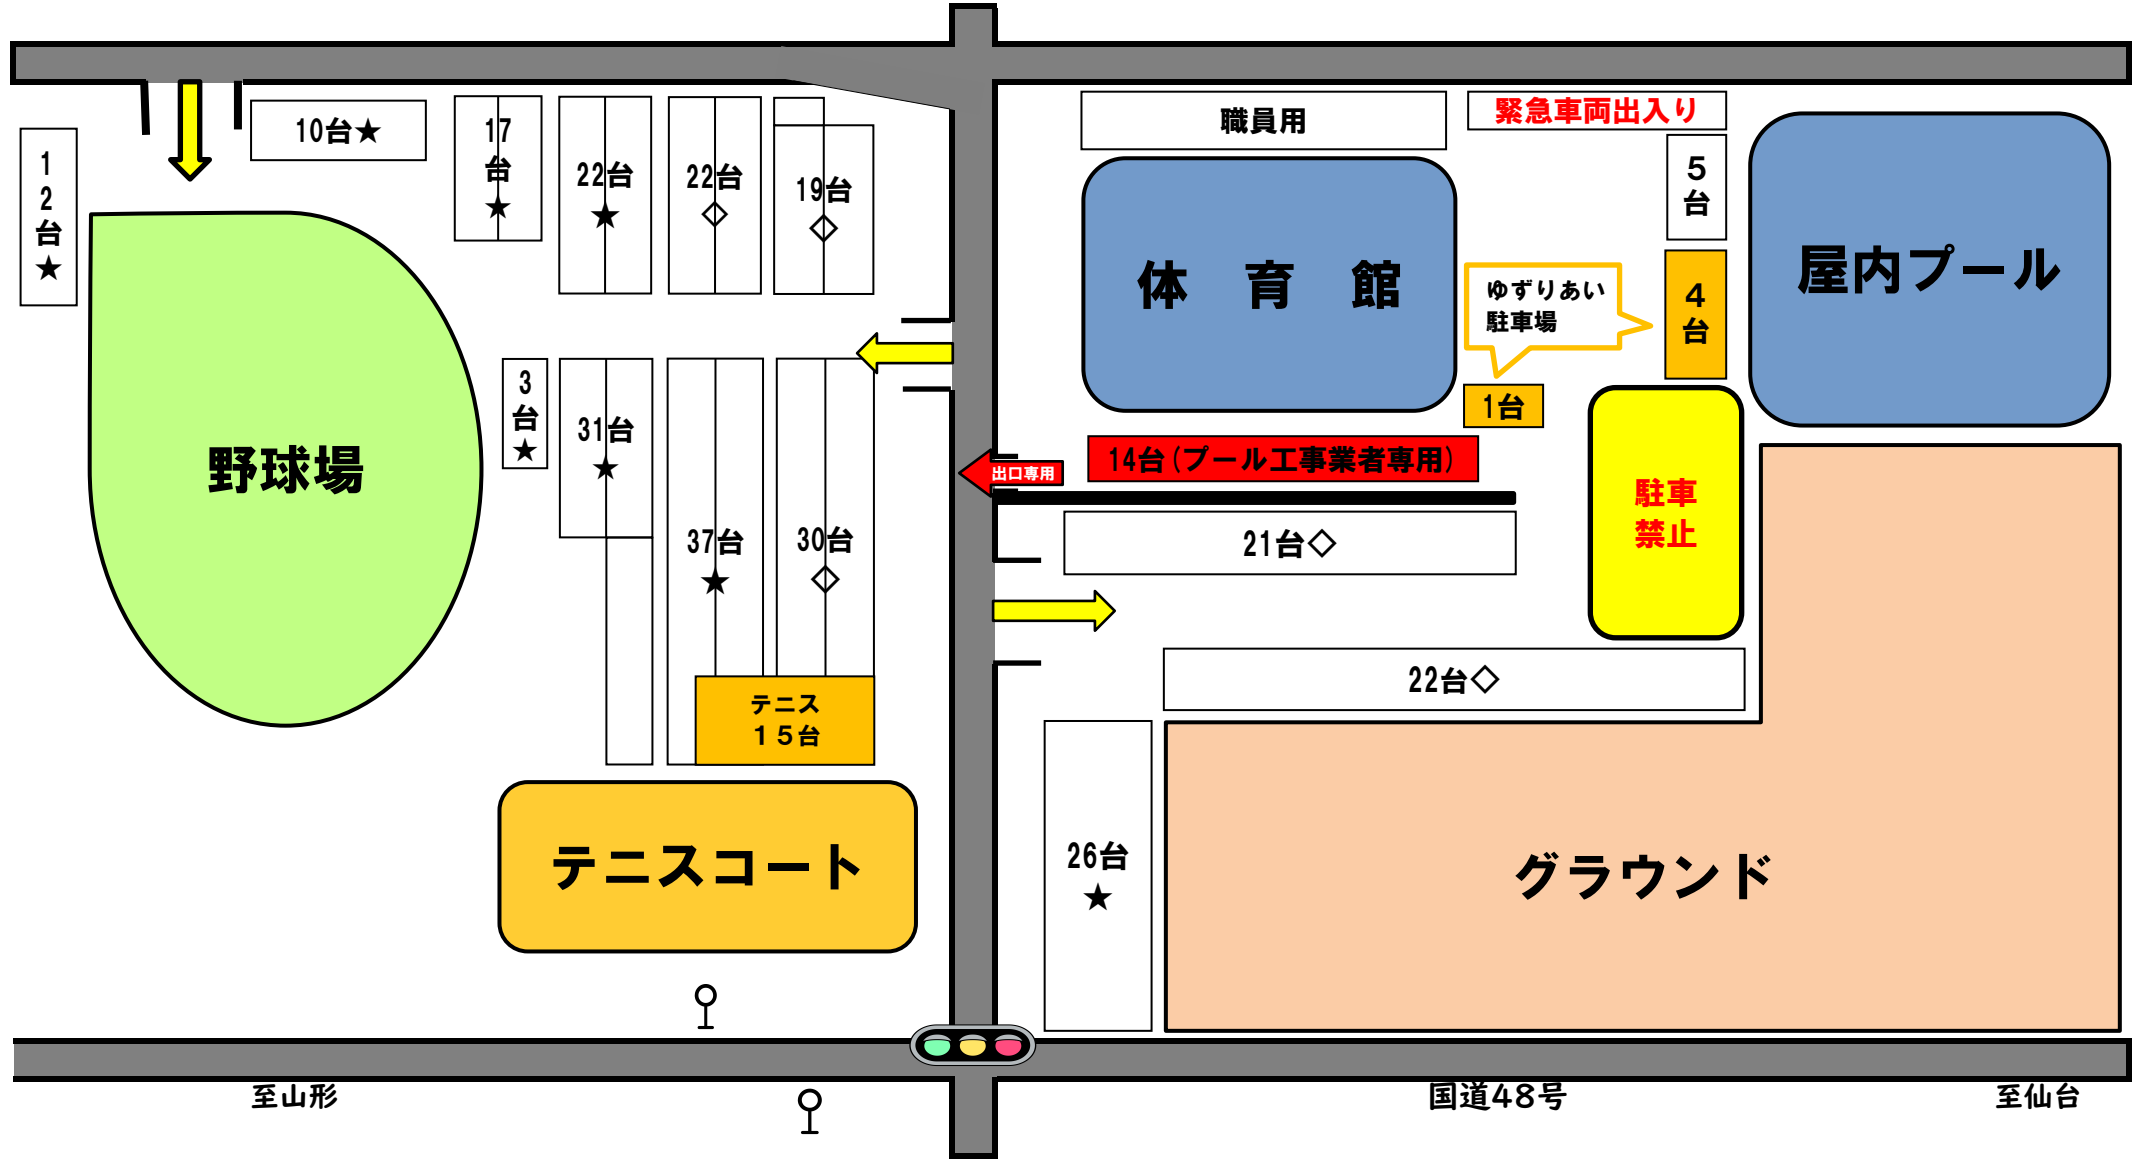 10台★
17
台
★
22台
★
22台
◇
19台
◇
1
2
台
★
職員用
緊急車両出入り
5
台
体　育　館
屋内プール
ゆずりあい
駐車場
4
台
1台
野球場
3
台
★
31台
★
37台
★
30台
◇
出口専用
14台(プール工事業者専用)
21台◇
駐車
禁止
22台◇
テニス
15台
テニスコート
26台
★
グラウンド
至山形
国道48号
至仙台